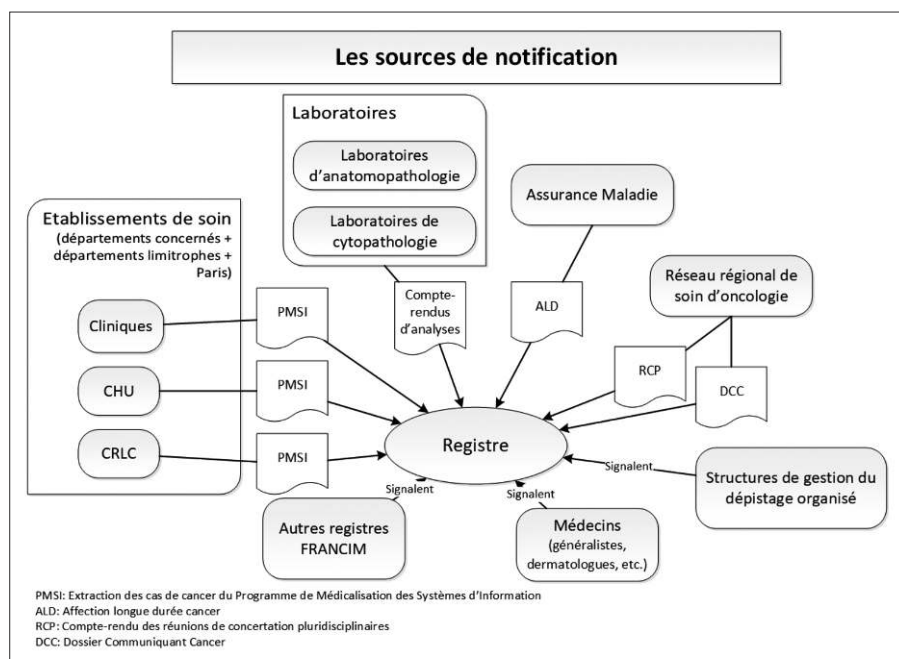 Les sources de notification
Laboratoires
Laboratoires
d'anatomopathologie
Laboratoires de
cytopathologie
Assurance Maladie
Etablissements de soin
(départements concernés +
départements limitrophes +
Paris)
Réseau régional de
soin d'oncologie
Cliniques
PMSI
Compte-
rendus
d'analyses
ALD
RCP
DCC
CHU
PMSI
CRLC
PMSI
Registre
Signalent
Signalent
Signalent
Structures de gestion du
dépistage organisé
Autres registres
FRANCIM
Médecins
(généralistes,
dermatologues, etc.)
PMSI: Extraction des cas de cancer du Programme de Médicalisation des Systèmes d'Information
ALD: Affection longue durée cancer
RCP: Compte-rendu des réunions de concertation pluridisciplinaires
DCC: Dossier Communiquant Cancer